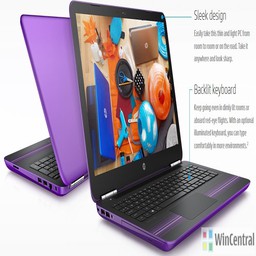 Sleek design
Easily take this thin and light PC from
room to room or on the road. Take it
anywhere and look sharp.
Backlit keyboard
Keep going even in dimly lit rooms or
aboard red-eye flights. With an optional
illuminated keyboard, you can type
comfortably in more environments.²
hp
WinCentral